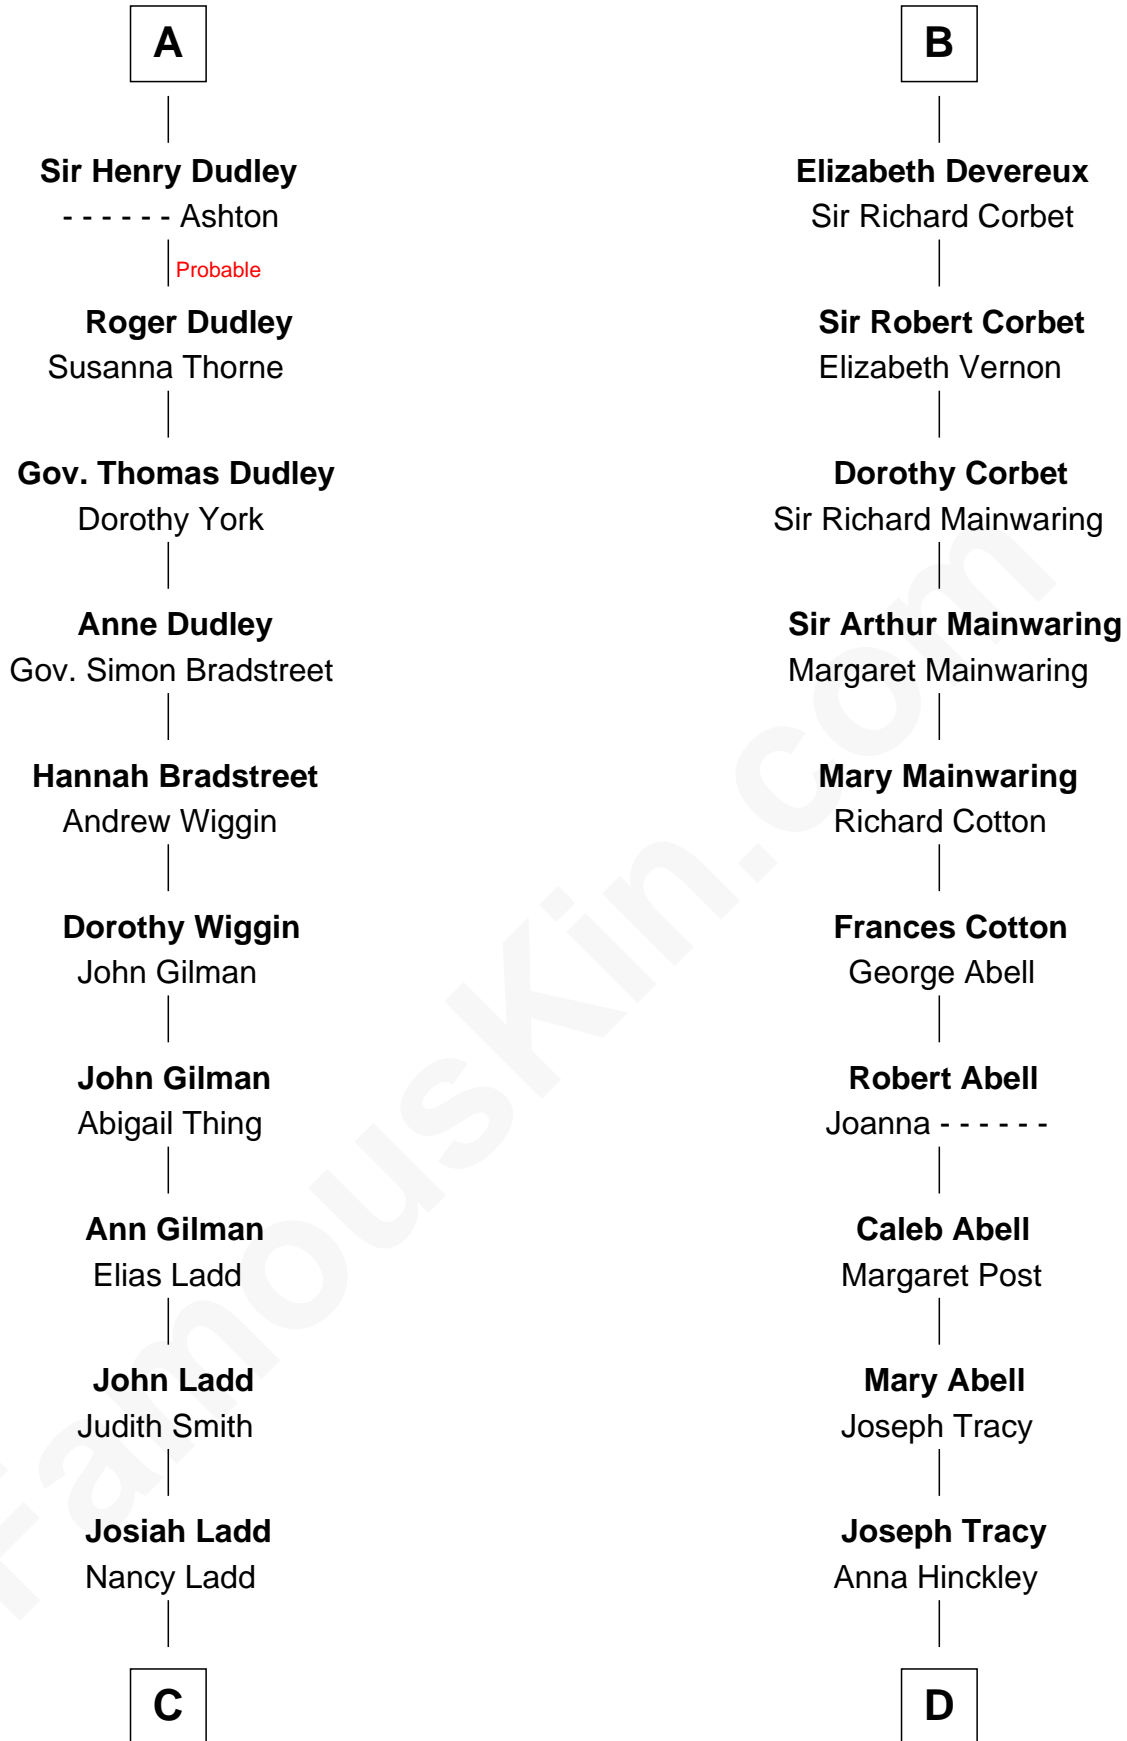 A
Sir Henry Dudley
- - - - - - Ashton
Probable
Roger Dudley
Susanna Thorne
Gov. Thomas Dudley
Dorothy York
Anne Dudley
Gov. Simon Bradstreet
Hannah Bradstreet
Andrew Wiggin
Dorothy Wiggin
John Gilman
John Gilman
Abigail Thing
Ann Gilman
Elias Ladd
John Ladd
Judith Smith
Josiah Ladd
Nancy Ladd
C
B
Elizabeth Devereux
Sir Richard Corbet
Sir Robert Corbet
Elizabeth Vernon
Dorothy Corbet
Sir Richard Mainwaring
Sir Arthur Mainwaring
Margaret Mainwaring
Mary Mainwaring
Richard Cotton
Frances Cotton
George Abell
Robert Abell
Joanna - - - - - -
Caleb Abell
Margaret Post
Mary Abell
Joseph Tracy
Joseph Tracy
Anna Hinckley
D
FamousKin.com